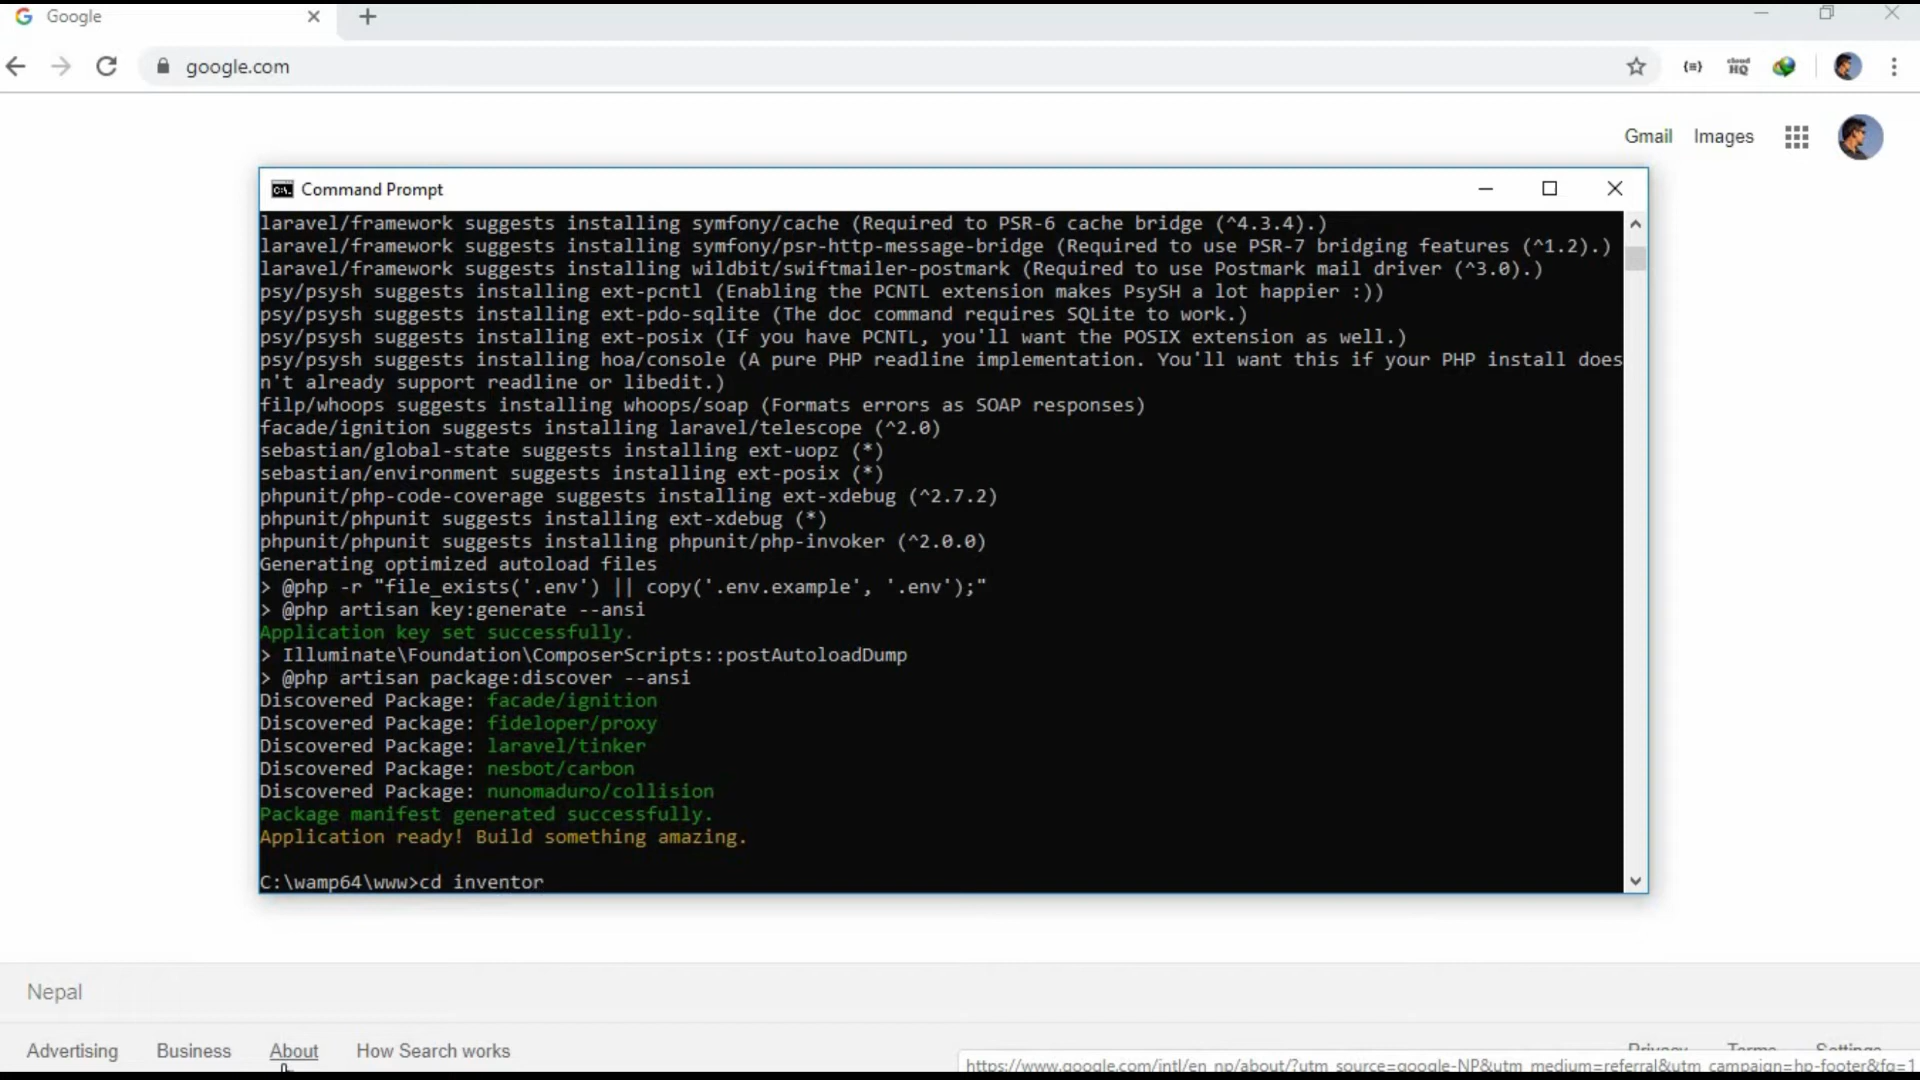 Google
google.com
cloud
HQ
Gmail Images
Command Prompt
laravel/framework suggests installing symfony/cache (Required to PSR-6 cache bridge (^4.3.4).)
laravel/framework suggests installing symfony/psr-http-message-bridge (Required to use PSR-7 bridging features (^1.2).)
laravel/framework suggests installing wildbit/swiftmailer-postmark (Required to use Postmark mail driver (^3.0).)
psy/psysh suggests installing ext-pcntl (Enabling the PCNTL extension makes PsySH a lot happier :))
psy/psysh suggests installing ext-pdo-sqlite (The doc command requires SQLite to work.)
psy/psysh suggests installing ext-posix (If you have PCNTL, you'll want the POSIX extension as well.)
psy/psysh suggests installing hoa/console (A pure PHP readline implementation. You'll want this if your PHP install does
n't already support readline or libedit.)
filp/whoops suggests installing whoops/soap (Formats errors as SOAP responses)
facade/ignition suggests installing laravel/telescope (^2.0)
sebastian/global-state suggests installing ext-uopz (*)
sebastian/environment suggests installing ext-posix (*)
phpunit/php-code-coverage suggests installing ext-xdebug (^2.7.2)
phpunit/phpunit suggests installing ext-xdebug (*)
phpunit/phpunit suggests installing phpunit/php-invoker (^2.0.0)
Generating optimized autoload files
> @php -r "file_exists('.env') || copy('.env.example', '.env');"
> @php artisan key:generate --ansi
Application key set successfully.
> Illuminate\Foundation\ComposerScripts::postAutoloadDump
> @php artisan package:discover --ansi
Discovered Package: facade/ignition
Discovered Package: fideloper/proxy
Discovered Package: laravel/tinker
Discovered Package: nesbot/carbon
Discovered Package: nunomaduro/collision
Package manifest generated successfully.
Application ready! Build something amazing.
C:\wamp64\www>cd inventor
Nepal
Advertising Business About How Search works
Privacy Terms Settings
https://www.google.com/intl/en_np/about/?utm_source=google-NP&utm_medium=referral&utm_campaign=hp-footer&fg=1